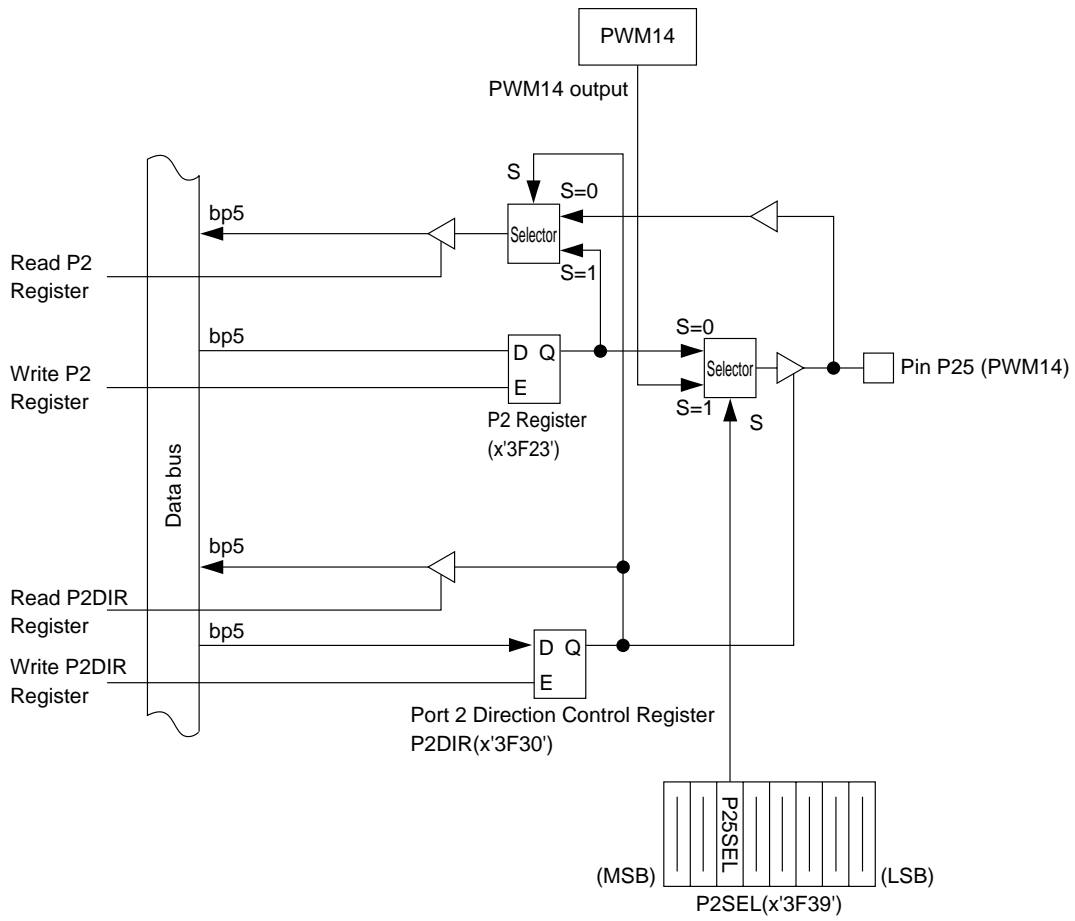 PWM14
PWM14 output
S
S=0
bp5
Selector
Read P2
Register
S=1
bp5
S=0
D Q
Selector
Pin P25 (PWM14)
Write P2
Register
E
S=1
S
P2 Register
(x'3F23')
Data bus
bp5
Read P2DIR
Register
bp5
D Q
Write P2DIR
Register
E
Port 2 Direction Control Register
P2DIR(x'3F30')
P25SEL
(MSB)
(LSB)
P2SEL(x'3F39')